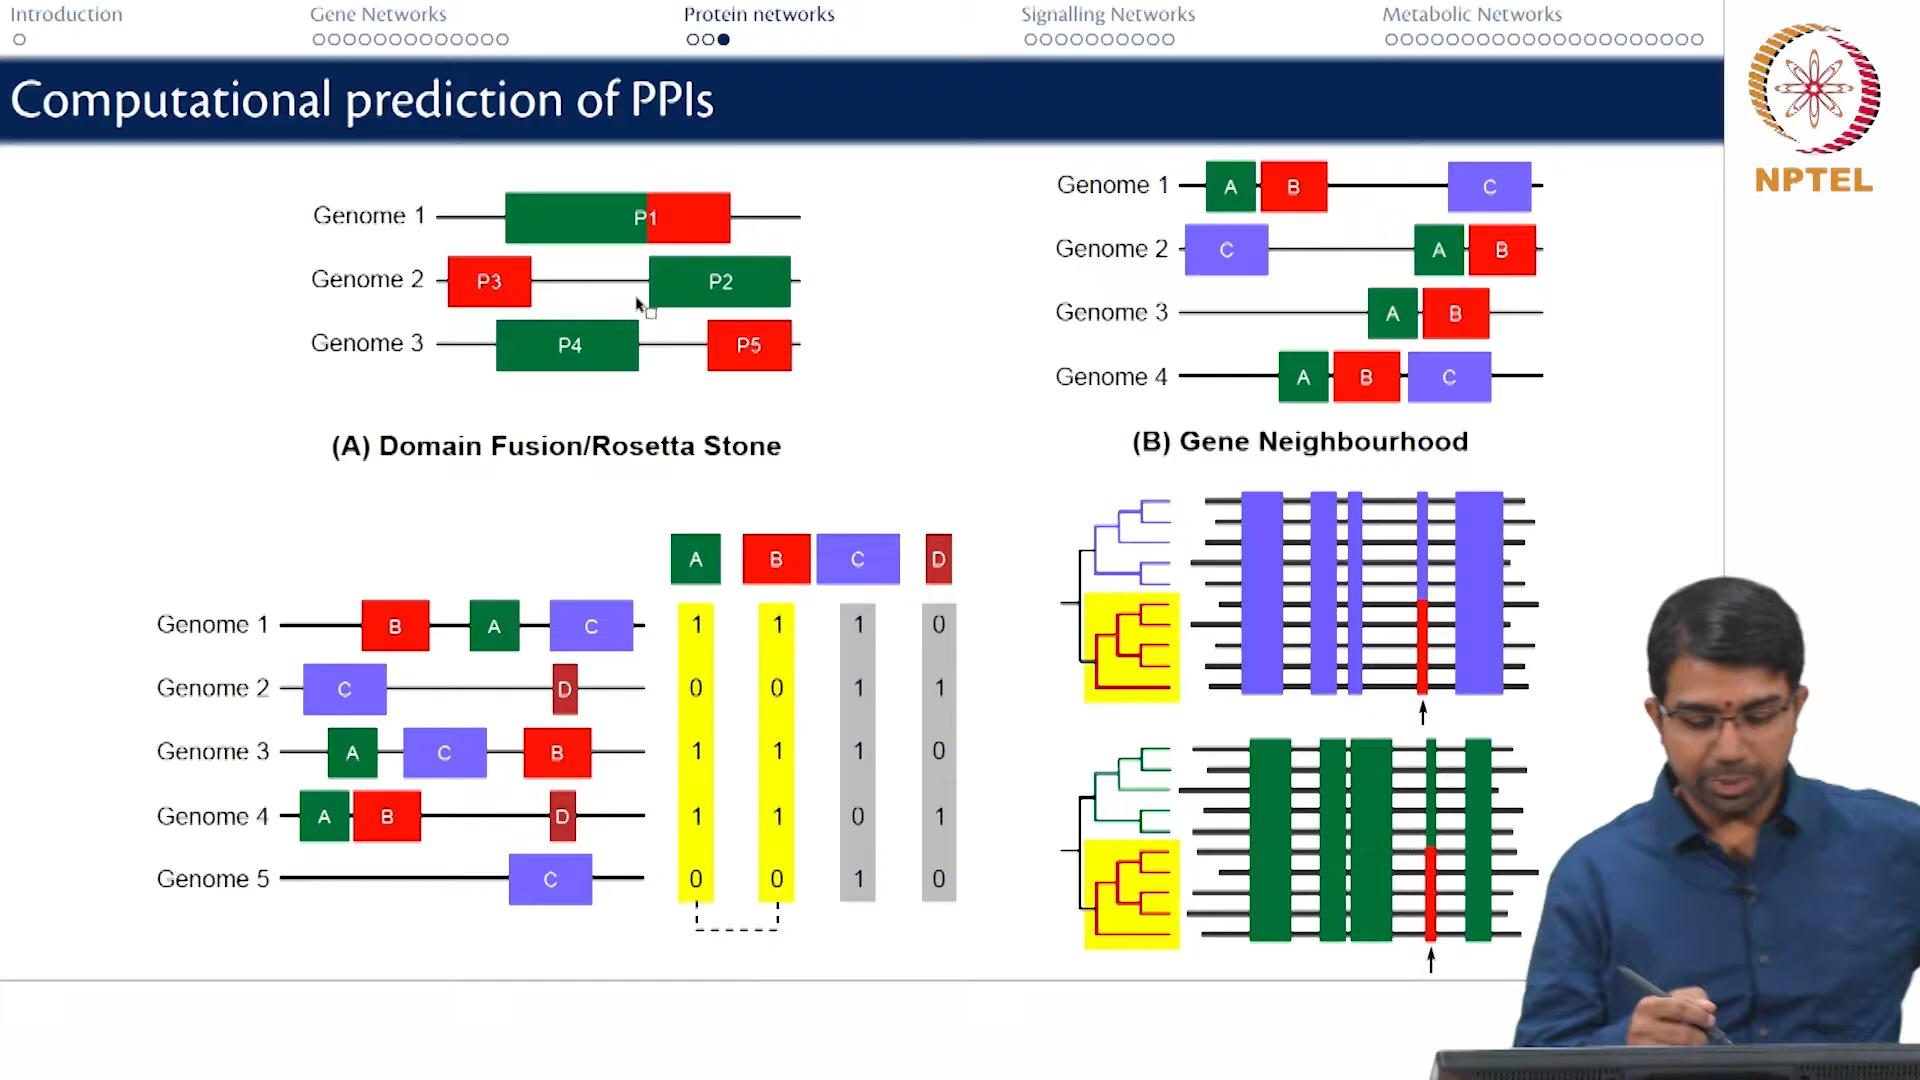 Introduction
Gene Networks
Protein networks
Signalling Networks
Metabolic Networks
Computational prediction of PPIs
NPTEL
Genome 1 P1
Genome 2 P3 P2
Genome 3 P4 P5
(A) Domain Fusion/Rosetta Stone
Genome 1 A B C
Genome 2 C A B
Genome 3 A B
Genome 4 A B C
(B) Gene Neighbourhood
A B C D
Genome 1 B A C 1 1 1 0
Genome 2 C D 0 0 1 1
Genome 3 A C B 1 1 1 0
Genome 4 A B D 1 1 0 1
Genome 5 C 0 0 1 0